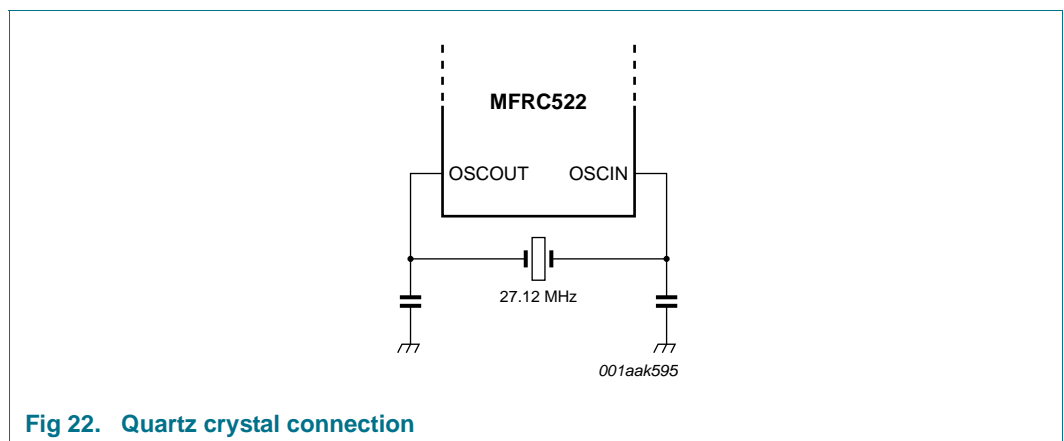 MFRC522
OSCOUT OSCIN
27.12 MHz
001aak595
Fig 22. Quartz crystal connection